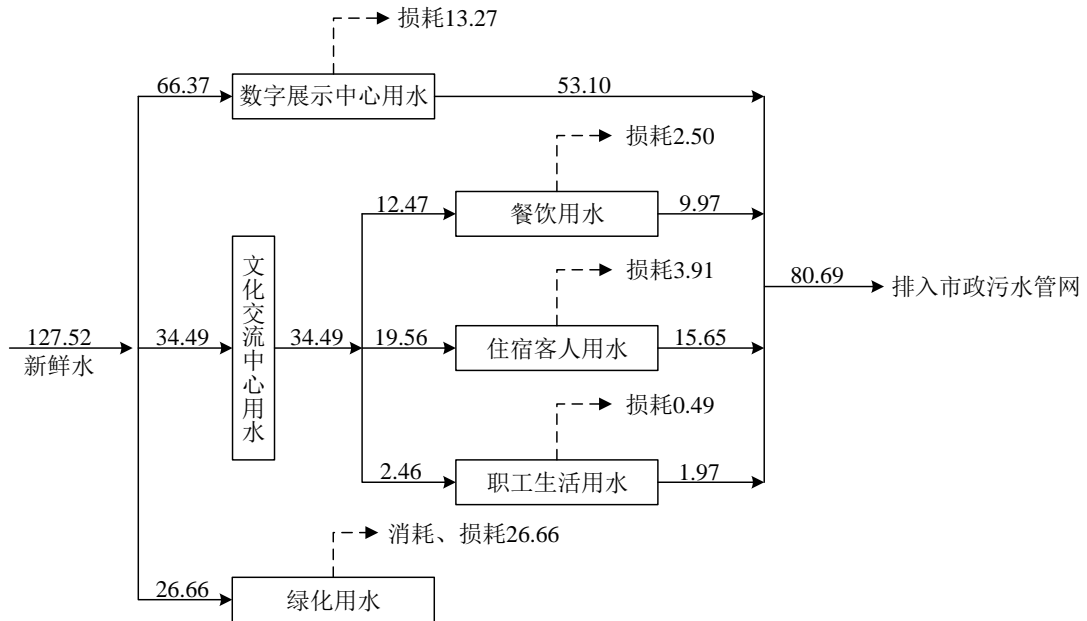 损耗13.27
66.37
数字展示中心用水
53.10
损耗2.50
12.47
餐饮用水
9.97
损耗3.91
127.52
新鲜水
34.49
文化交流中心用水
34.49
19.56
住宿客人用水
15.65
80.69
排入市政污水管网
损耗0.49
2.46
职工生活用水
1.97
消耗、损耗26.66
26.66
绿化用水